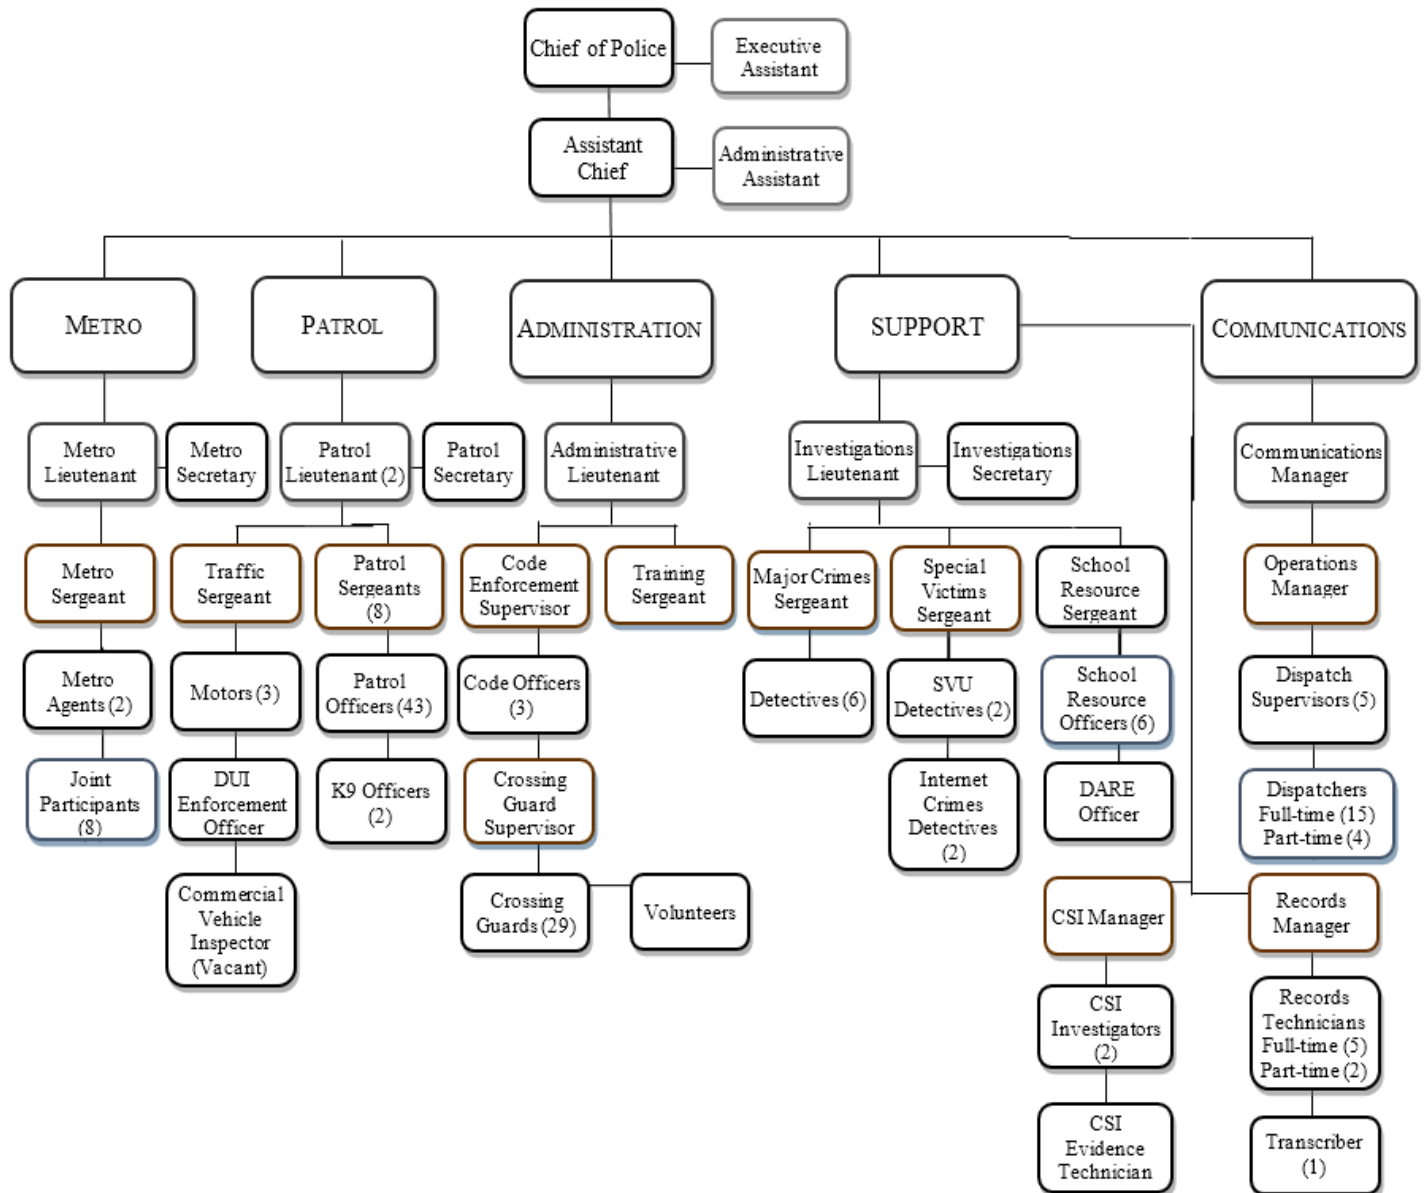 Chief of Police
Executive
Assistant
Assistant
Chief
Administrative
Assistant
METRO
PATROL
ADMINISTRATION
SUPPORT
COMMUNICATIONS
Metro
Lieutenant
Metro
Secretary
Patrol
Lieutenant (2)
Patrol
Secretary
Administrative
Lieutenant
Investigations
Lieutenant
Investigations
Secretary
Communications
Manager
Metro
Sergeant
Traffic
Sergeant
Patrol
Sergeants
(8)
Code
Enforcement
Supervisor
Training
Sergeant
Major Crimes
Sergeant
Special
Victims
Sergeant
School
Resource
Sergeant
Operations
Manager
Metro
Agents (2)
Motors (3)
Patrol
Officers (43)
Code Officers
(3)
Detectives (6)
SVU
Detectives (2)
School
Resource
Officers (6)
Dispatch
Supervisors (5)
Joint
Participants
(8)
DUI
Enforcement
Officer
K9 Officers
(2)
Crossing
Guard
Supervisor
Internet
Crimes
Detectives
(2)
DARE
Officer
Dispatchers
Full-time (15)
Part-time (4)
Commercial
Vehicle
Inspector
(Vacant)
Crossing
Guards (29)
Volunteers
CSI Manager
Records
Manager
CSI
Investigators
(2)
Records
Technicians
Full-time (5)
Part-time (2)
CSI
Evidence
Technician
Transcriber
(1)